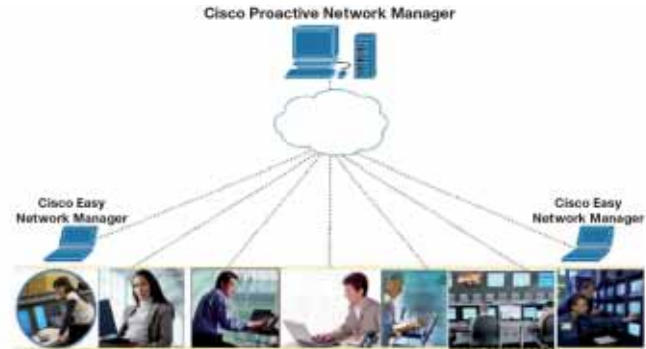 Cisco Proactive Network Manager
Cisco Easy
Network Manager
Cisco Easy
Network Manager